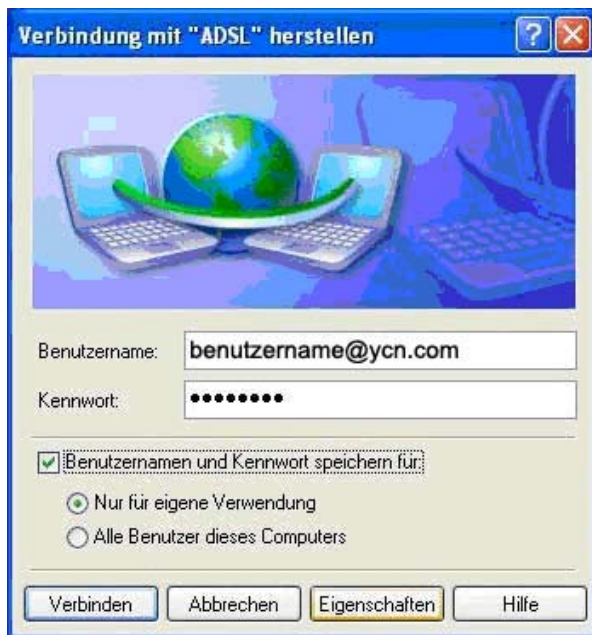 Verbindung mit "ADSL" herstellen
Benutzername: benutzername@ycn.com
Kennwort: ••••••••
Benutzernamen und Kennwort speichern für:
Nur für eigene Verwendung
Alle Benutzer dieses Computers
Verbinden Abbrechen Eigenschaften Hilfe